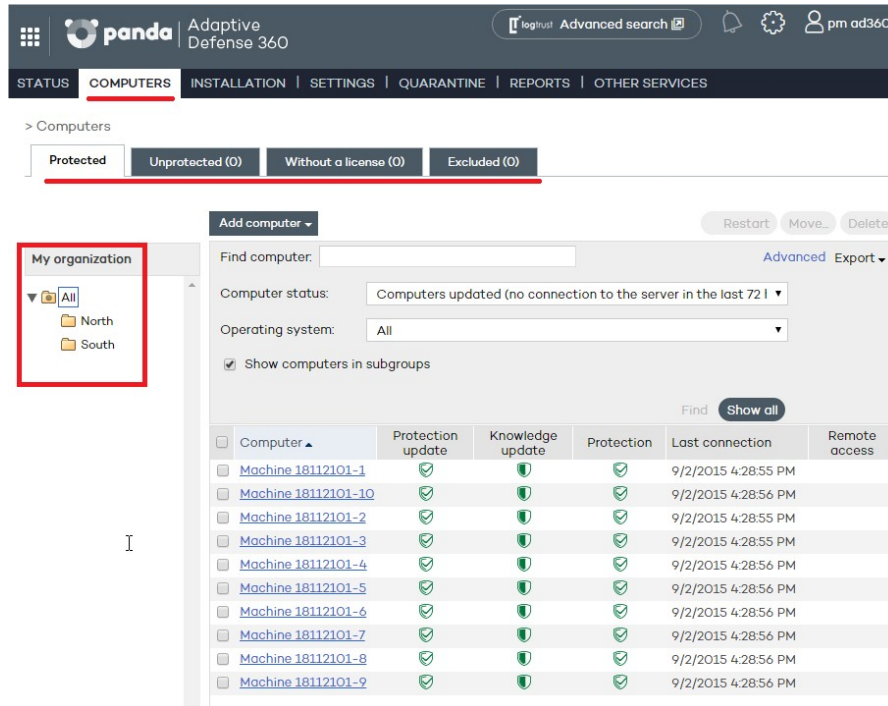 panda Adaptive Defense 360
logtrust Advanced search
pm ad360
STATUS COMPUTERS INSTALLATION | SETTINGS | QUARANTINE | REPORTS | OTHER SERVICES
> Computers
Protected Unprotected (0) Without a license (0) Excluded (0)
Add computer
Restart Move... Delete
My organization
All
North
South
Find computer: Advanced Export
Computer status: Computers updated (no connection to the server in the last 72 h
Operating system: All
Show computers in subgroups
Find Show all
Computer Protection update Knowledge update Protection Last connection Remote access
Machine 18112101-1 9/2/2015 4:28:55 PM
Machine 18112101-10 9/2/2015 4:28:56 PM
Machine 18112101-2 9/2/2015 4:28:55 PM
Machine 18112101-3 9/2/2015 4:28:55 PM
Machine 18112101-4 9/2/2015 4:28:56 PM
Machine 18112101-5 9/2/2015 4:28:56 PM
Machine 18112101-6 9/2/2015 4:28:56 PM
Machine 18112101-7 9/2/2015 4:28:56 PM
Machine 18112101-8 9/2/2015 4:28:56 PM
Machine 18112101-9 9/2/2015 4:28:56 PM